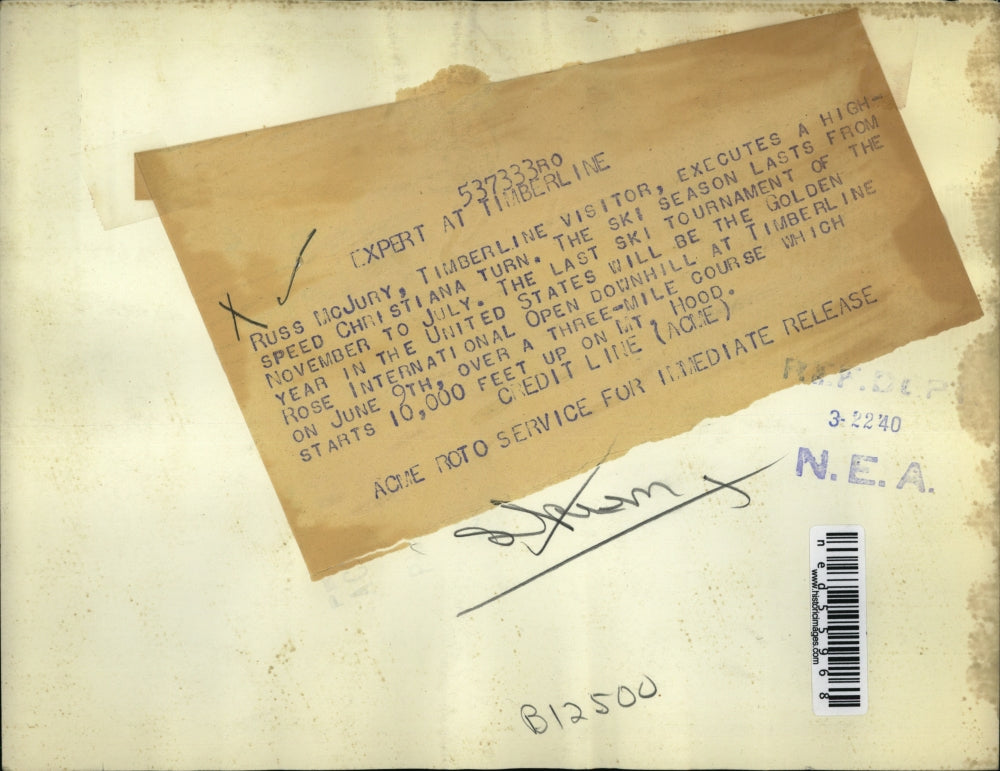 537333RO
EXPERT AT TIMBERLINE
RUSS MCJURY, TIMBERLINE VISITOR, EXECUTES A HIGH-
SPEED CHRISTIANA TURN. THE SKI SEASON LASTS FROM
NOVEMBER TO JULY. THE LAST SKI TOURNAMENT OF THE
YEAR IN THE UNITED STATES WILL BE THE GOLDEN
ROSE INTERNATIONAL OPEN DOWNHILL AT TIMBERLINE
ON JUNE 9TH, OVER A THREE-MILE COURSE WHICH
STARTS 10,000 FEET UP ON MT. HOOD.
CREDIT LINE (ACME)
ACME ROTO SERVICE FOR IMMEDIATE RELEASE
3-22'40
N.E.A.
ned55968
www.historicimages.com
B12500